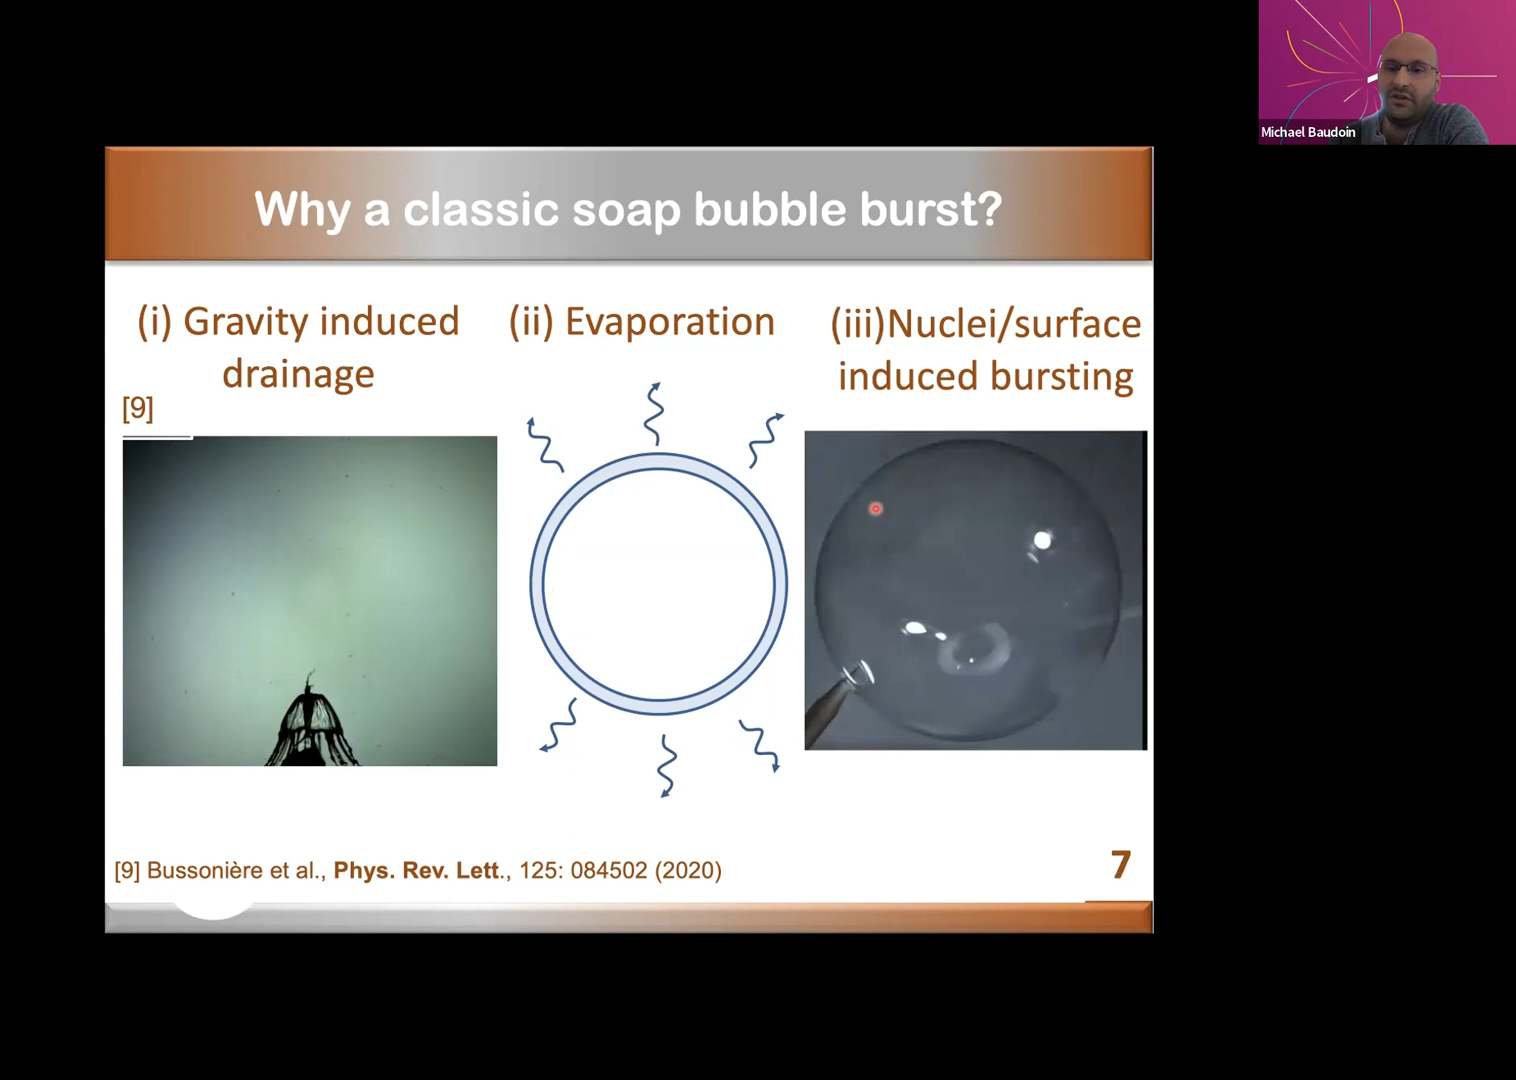 Michael Baudoin
Why a classic soap bubble burst?
(i) Gravity induced
drainage
[9]
(ii) Evaporation
(iii)Nuclei/surface
induced bursting
[9] Bussonière et al., Phys. Rev. Lett., 125: 084502 (2020)
7